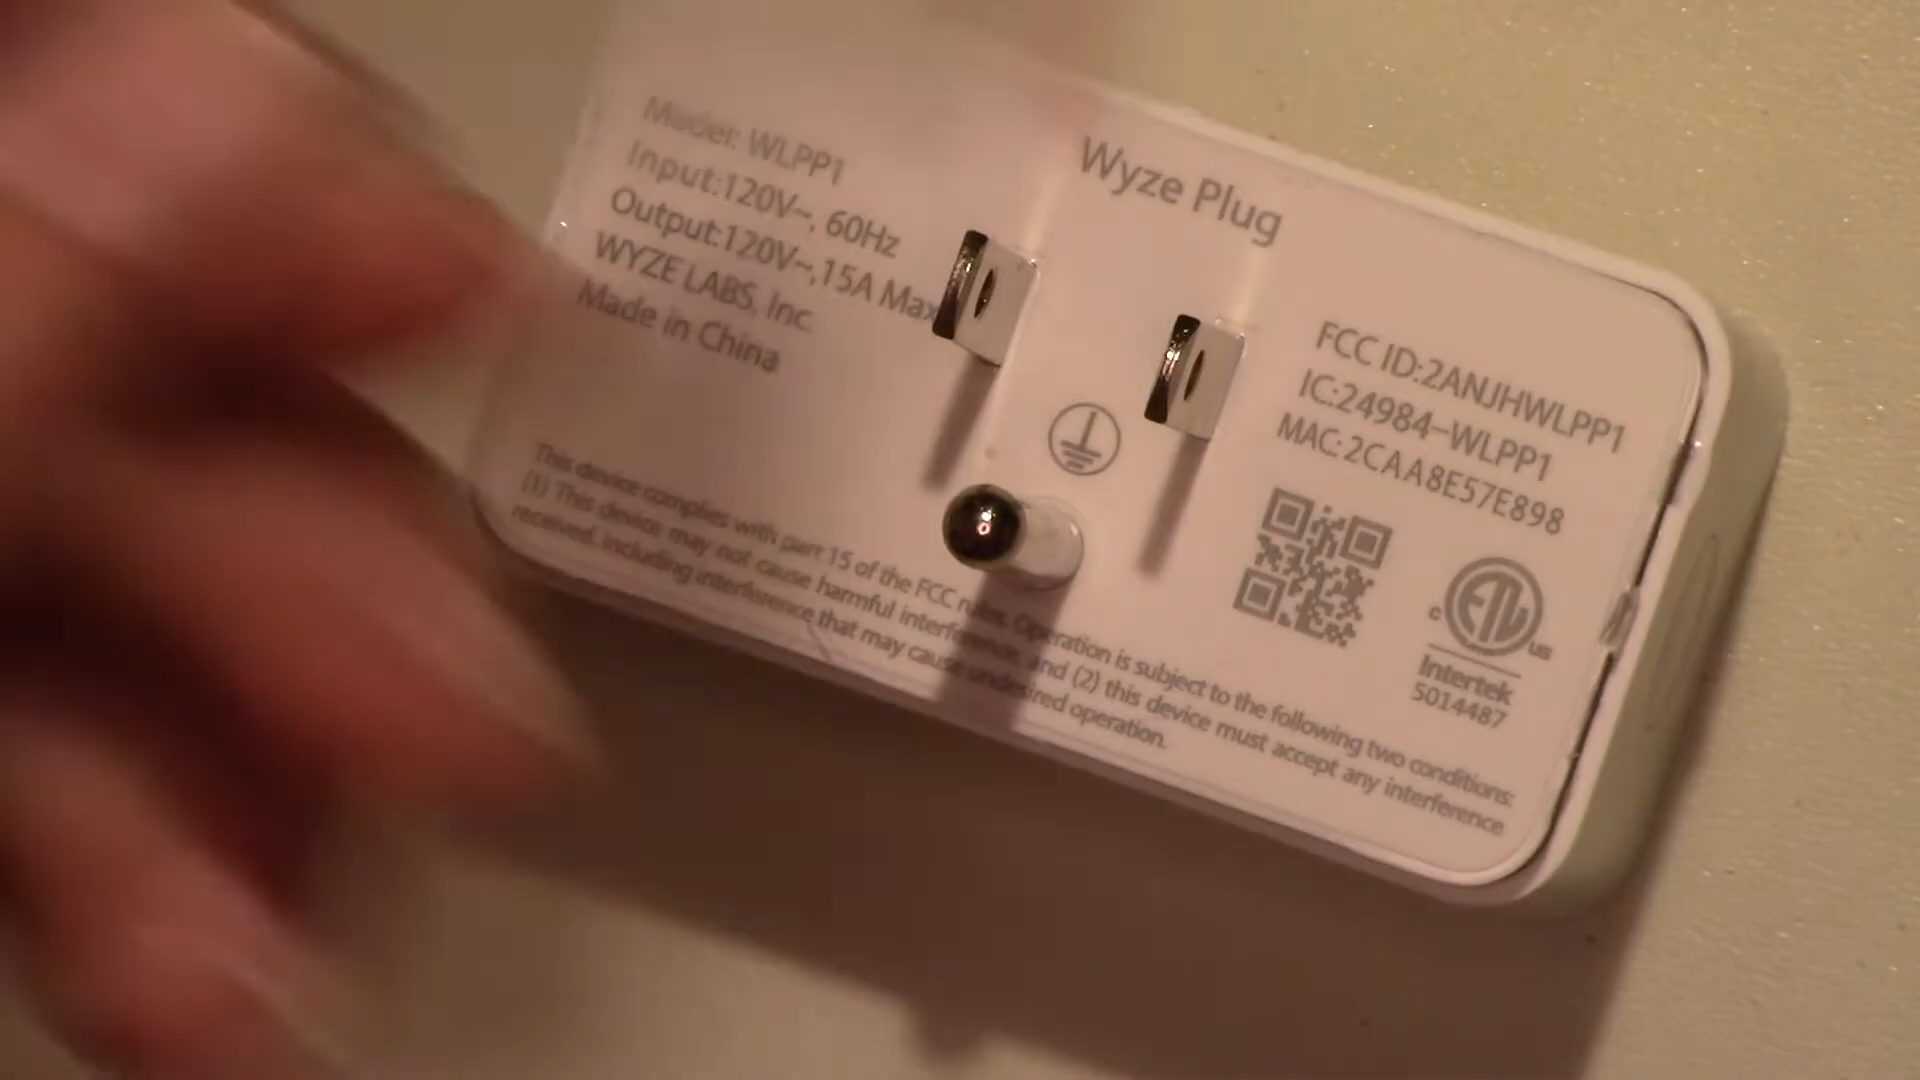 Model: WLPP1
Input:120V~, 60Hz
Output:120V~,15A Max
WYZE LABS, Inc
Made in China
Wyze Plug
FCC ID:2ANJHWLPP1
IC:24984-WLPP1
MAC:2CAA8E57E898
c ETL us
Intertek
5014487
This device complies with part 15 of the FCC rules. Operation is subject to the following two conditions:
(1) This device may not cause harmful interference, and (2) this device must accept any interference
received, including interference that may cause undesired operation.